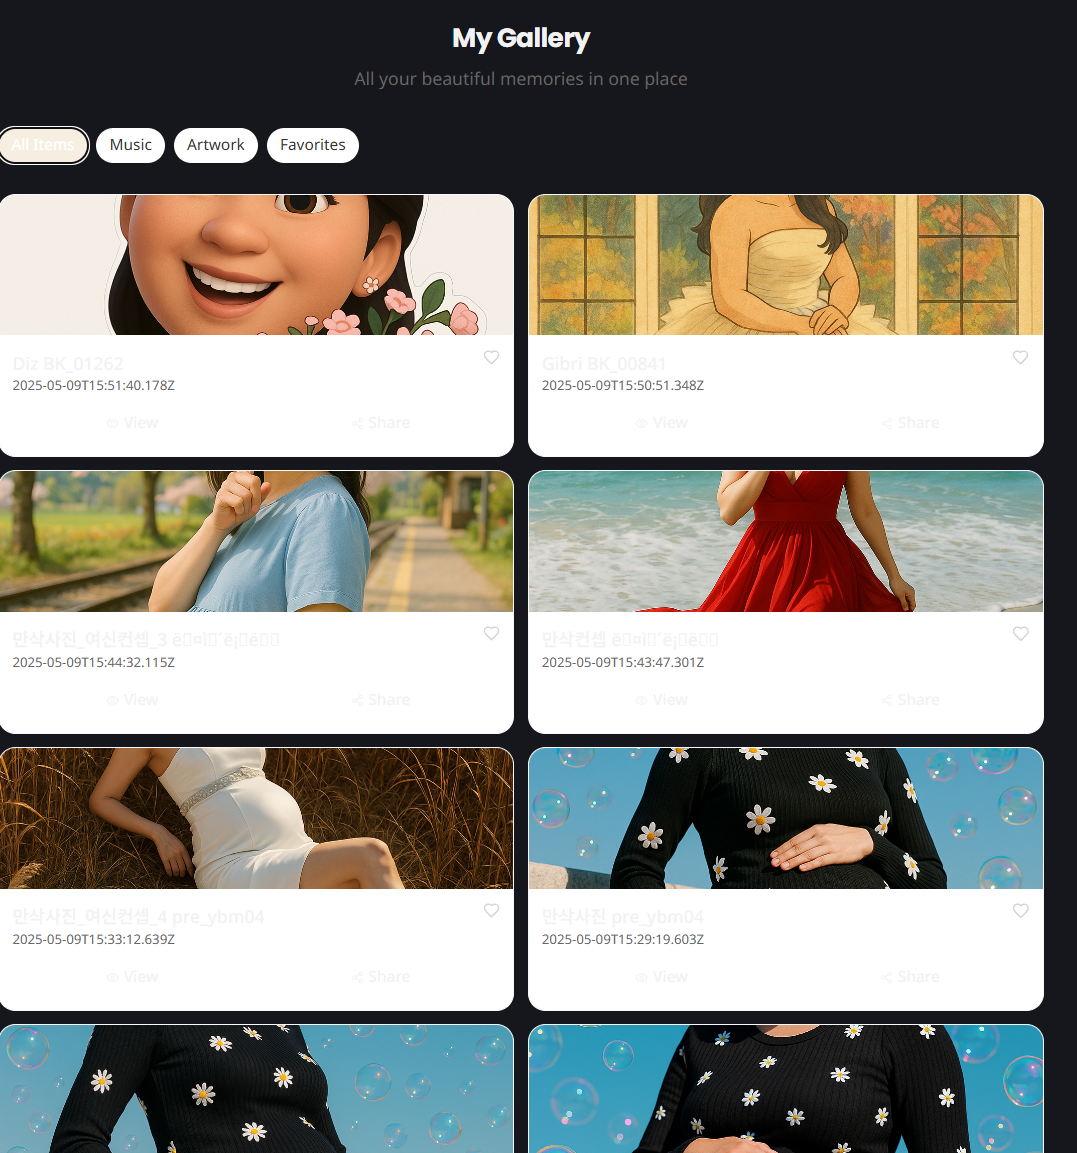 My Gallery
All your beautiful memories in one place
All Items Music Artwork Favorites
Diz BK_01262
2025-05-09T15:51:40.178Z
View Share
Gibri BK_00841
2025-05-09T15:50:51.348Z
View Share
만삭사진_여신컨셉_3
2025-05-09T15:44:32.115Z
View Share
만삭컨셉
2025-05-09T15:43:47.301Z
View Share
만삭사진_여신컨셉_4 pre_ybm04
2025-05-09T15:33:12.639Z
View Share
만삭사진 pre_ybm04
2025-05-09T15:29:19.603Z
View Share